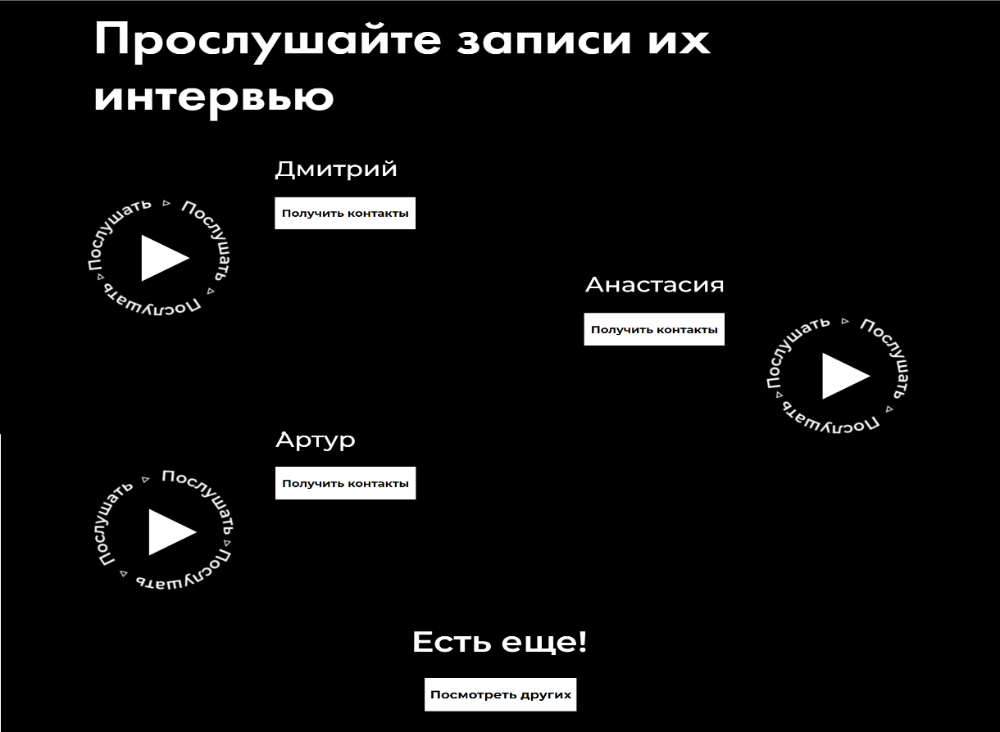 Прослушайте записи их
интервью
Дмитрий
Получить контакты
Послушать ▷ Послушать ▷ Послушать ▷
Анастасия
Получить контакты
Послушать ▷ Послушать ▷ Послушать ▷
Артур
Получить контакты
Послушать ▷ Послушать ▷ Послушать ▷
Есть еще!
Посмотреть других